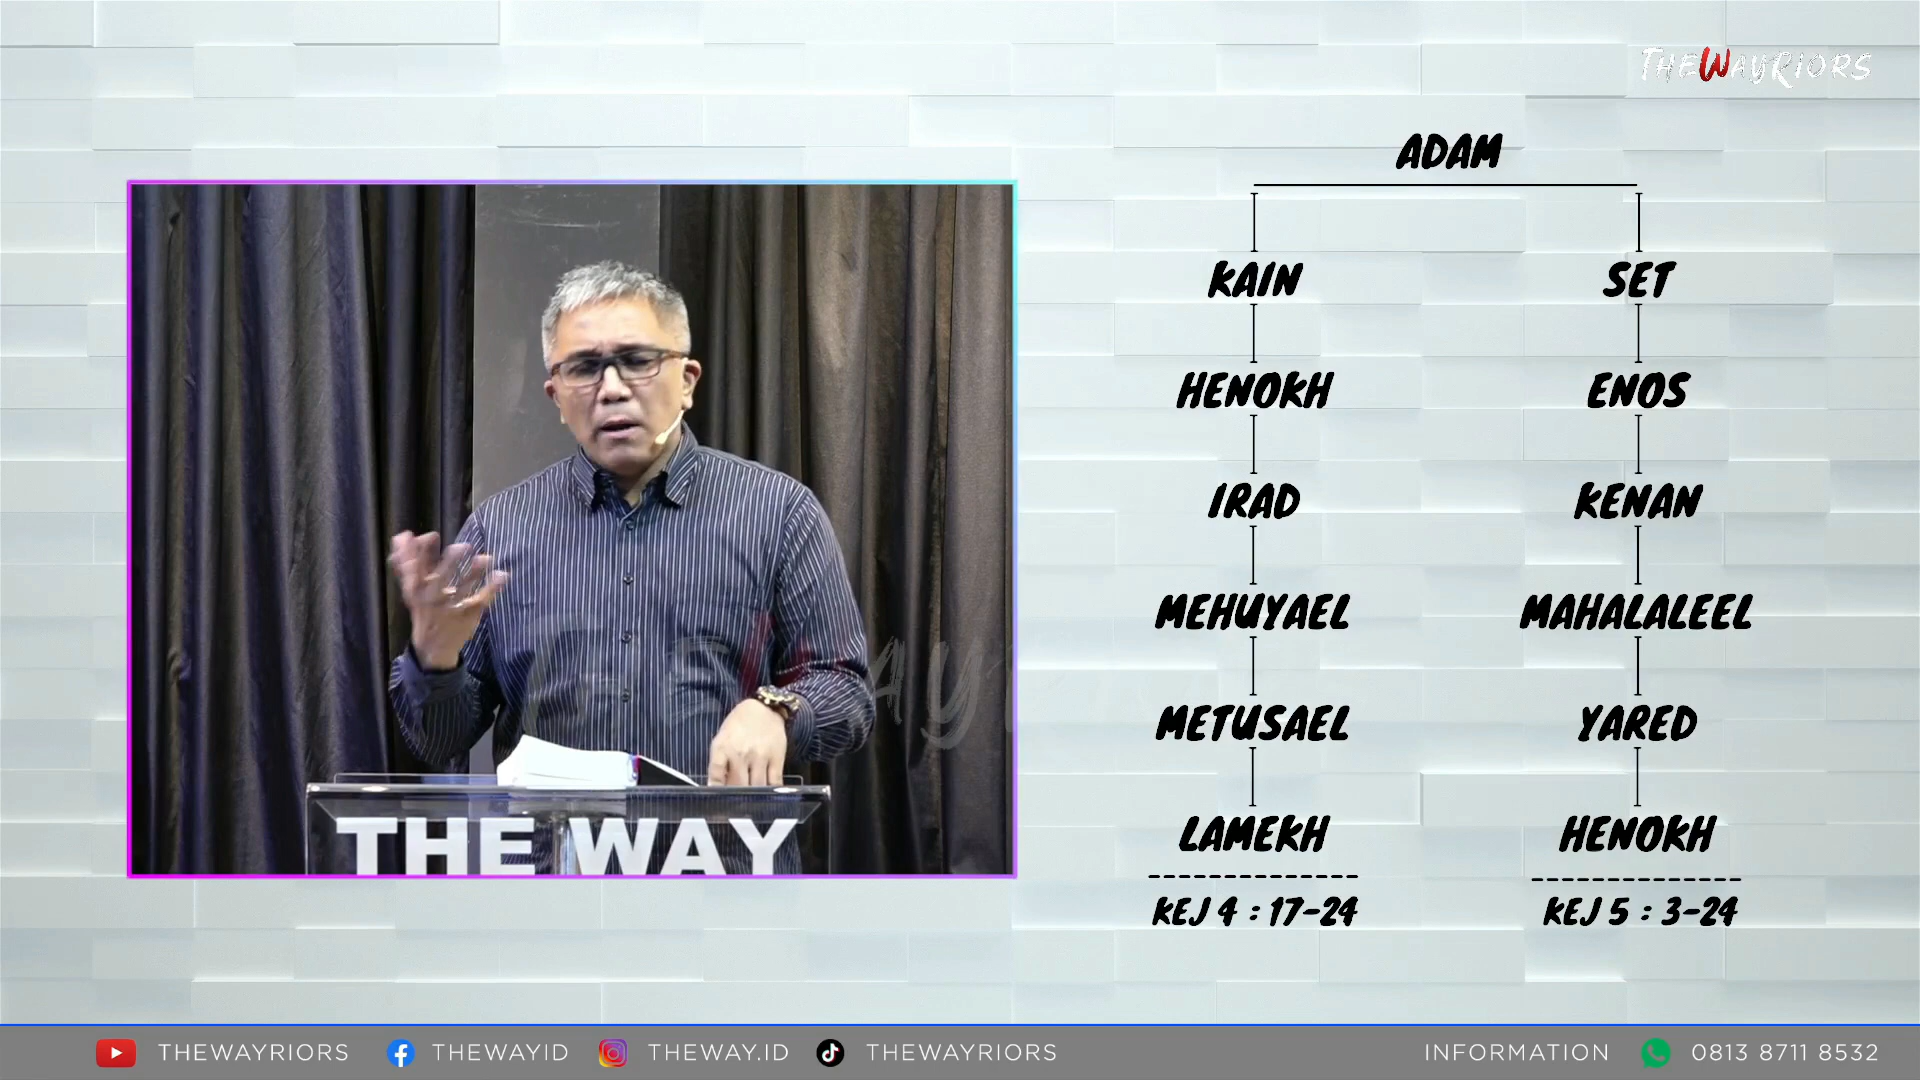 THEWAYRIORS
ADAM
KAIN
SET
HENOKH
ENOS
IRAD
KENAN
MEHUYAEL
MAHALALEEL
METUSAEL
YARED
LAMEKH
HENOKH
KEJ 4 : 17-24
KEJ 5 : 3-24
THE WAY
THEWAYRIORS
THEWAYID
THEWAY.ID
THEWAYRIORS
INFORMATION
0813 8711 8532